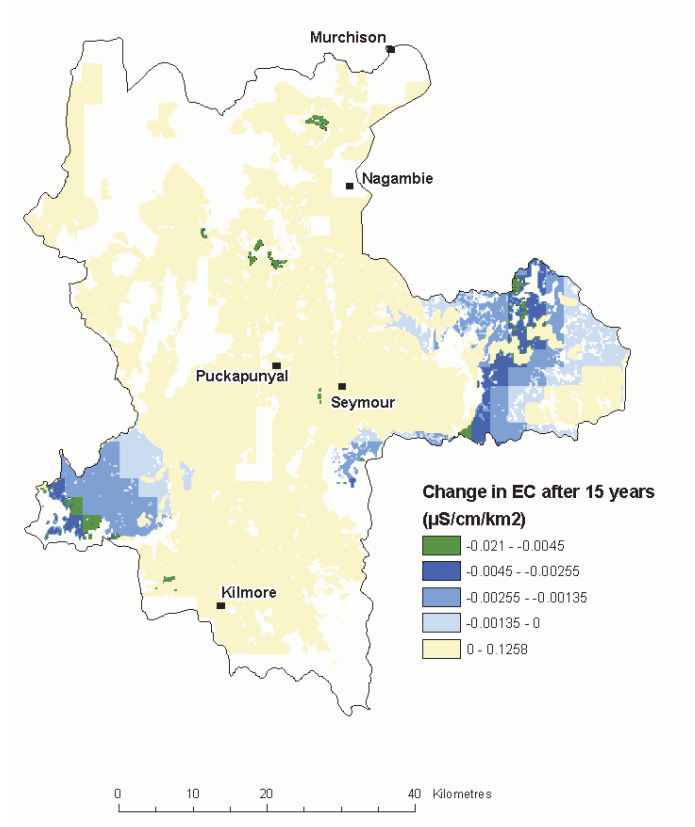 Murchison
Nagambie
Puckapunyal
Seymour
Change in EC after 15 years
(µS/cm/km2)
-0.021 - -0.0045
-0.0045 - -0.00255
-0.00255 - -0.00135
-0.00135 - 0
0 - 0.1258
Kilmore
0 10 20 40 Kilometres